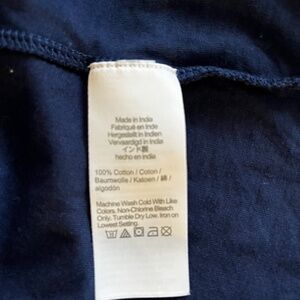 Made in India
Fabriqué en Inde
Hergestellt in Indien
Vervaardigd in India
インド製
hecho en India
100% Cotton / Coton /
Baumwolle / Katoen / 綿 /
algodón
Machine Wash Cold With Like
Colors. Non-Chlorine Bleach
Only. Tumble Dry Low. Iron on
Lowest Setting.